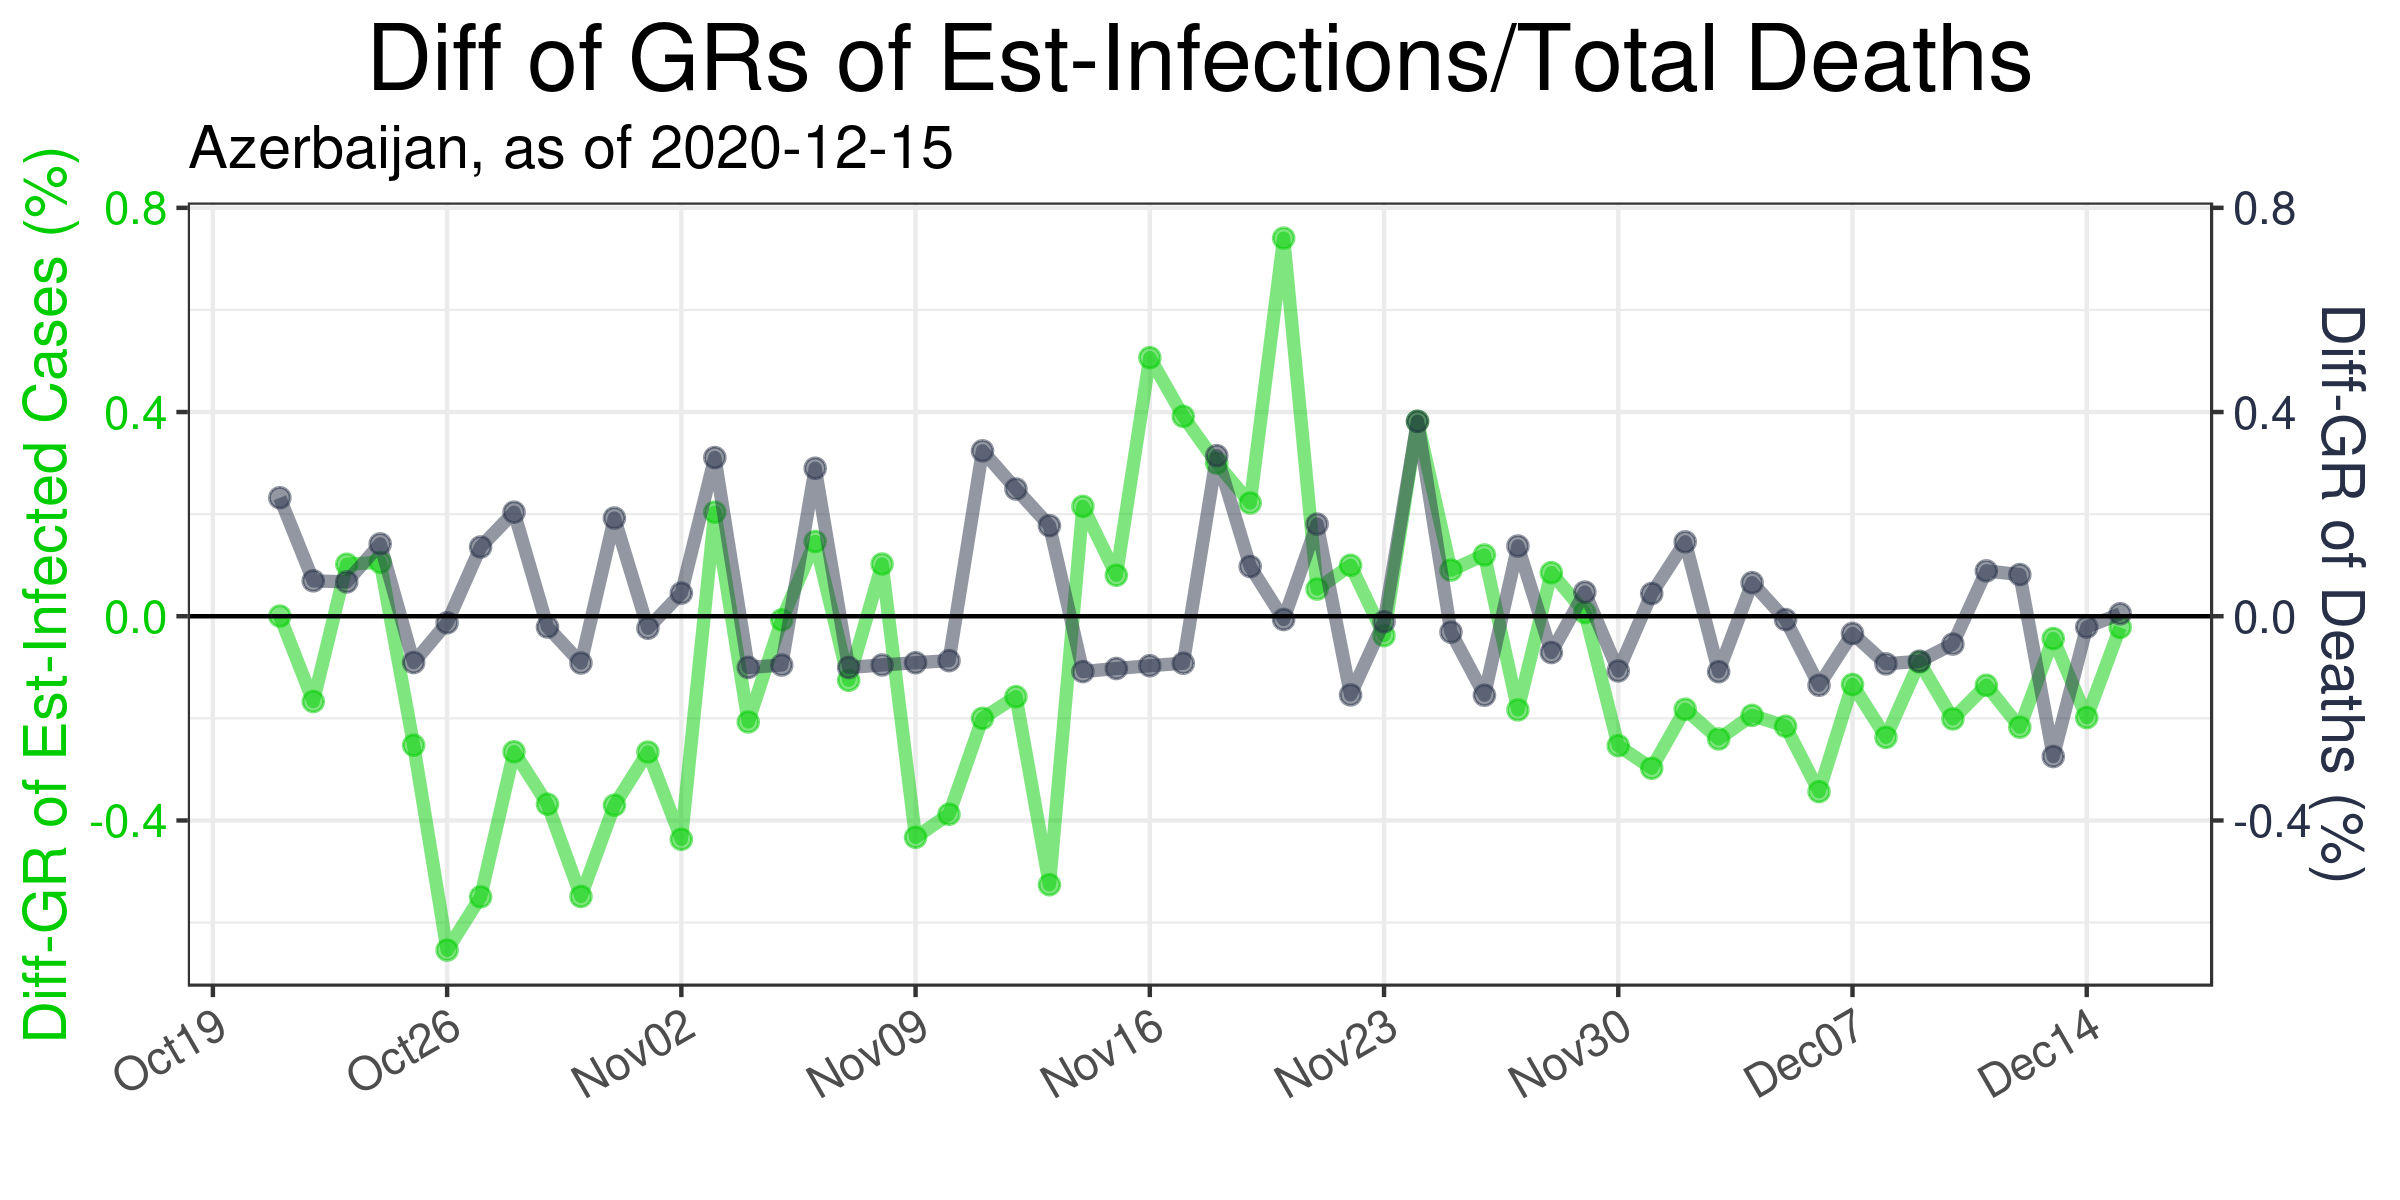 Diff of GRs of Est-Infections/Total Deaths
Azerbaijan, as of 2020-12-15
Diff-GR of Est-Infected Cases (%)
0.8
0.4
0.0
-0.4
0.8
0.4
0.0
-0.4
Diff-GR of Deaths (%)
Oct19
Oct26
Nov02
Nov09
Nov16
Nov23
Nov30
Dec07
Dec14